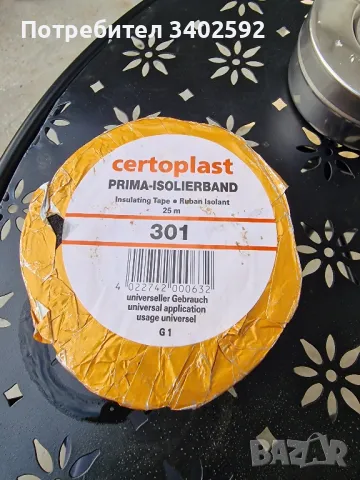 Потребител 3402592
certoplast
PRIMA-ISOLIERBAND
Insulating Tape • Ruban Isolant
25 m
301
4 022742 000632
universeller Gebrauch
universal application
usage universel
G 1
BAZAR